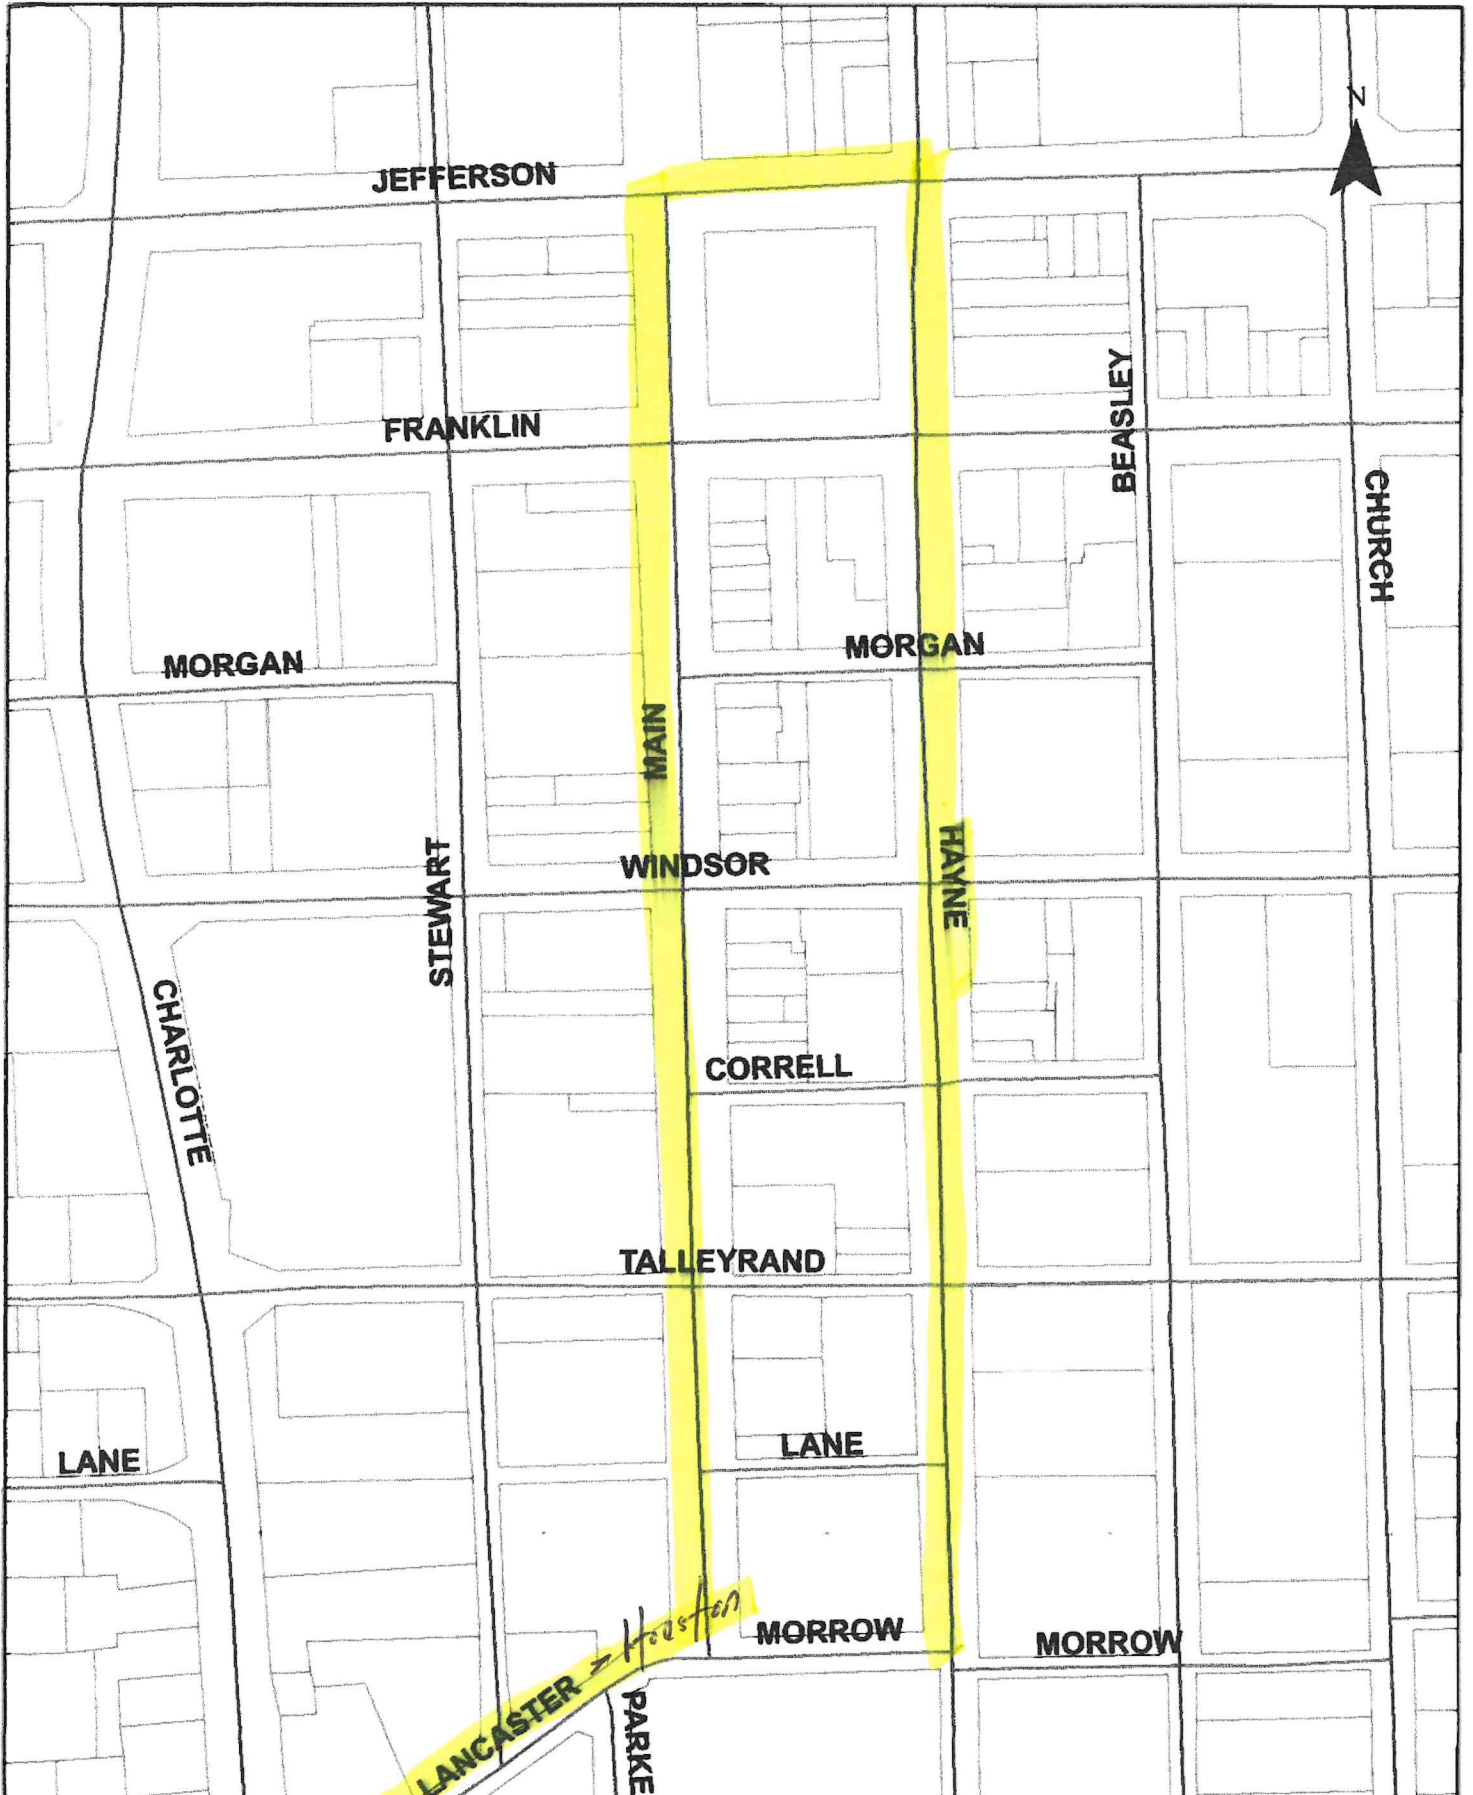 N
JEFFERSON
FRANKLIN
BEASLEY
CHURCH
MORGAN
MORGAN
MAIN
WINDSOR
HAYNE
STEWART
CHARLOTTE
CORRELL
TALLEYRAND
LANE
LANE
Houston
MORROW
MORROW
LANCASTER
PARKE